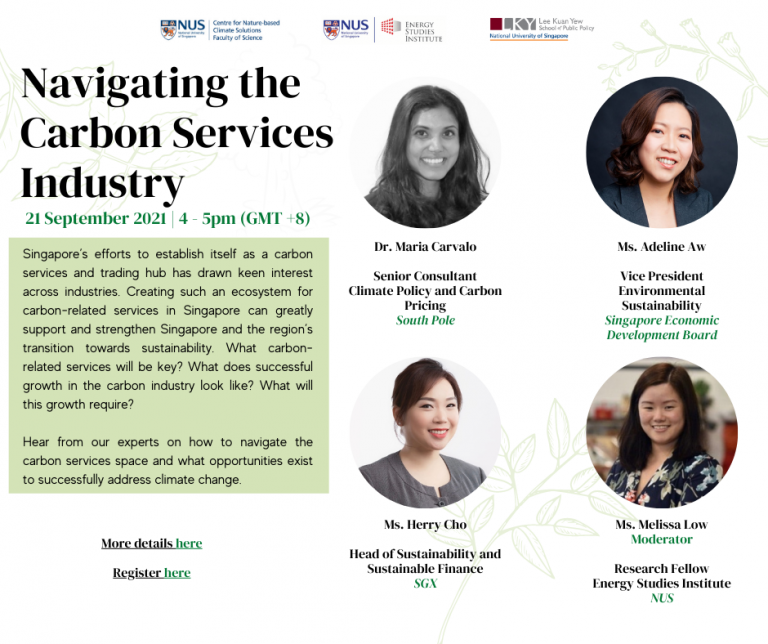 NUS
National University
of Singapore
Centre for Nature-based
Climate Solutions
Faculty of Science
NUS
National University
of Singapore
ENERGY
STUDIES
INSTITUTE
LKY
Lee Kuan Yew
School of Public Policy
National University of Singapore
Navigating the
Carbon Services
Industry
21 September 2021 | 4 - 5pm (GMT +8)
Singapore's efforts to establish itself as a carbon
services and trading hub has drawn keen interest
across industries. Creating such an ecosystem for
carbon-related services in Singapore can greatly
support and strengthen Singapore and the region's
transition towards sustainability. What carbon-
related services will be key? What does successful
growth in the carbon industry look like? What will
this growth require?
Hear from our experts on how to navigate the
carbon services space and what opportunities exist
to successfully address climate change.
More details here
Register here
Dr. Maria Carvalo
Senior Consultant
Climate Policy and Carbon
Pricing
South Pole
Ms. Adeline Aw
Vice President
Environmental
Sustainability
Singapore Economic
Development Board
Ms. Herry Cho
Head of Sustainability and
Sustainable Finance
SGX
Ms. Melissa Low
Moderator
Research Fellow
Energy Studies Institute
NUS